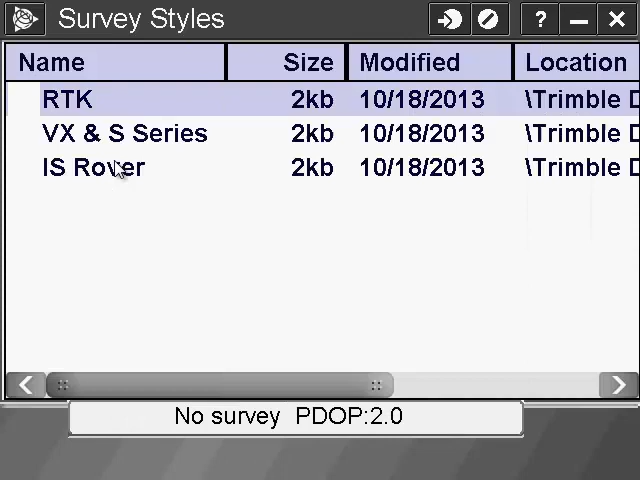 Survey Styles ?
Name Size Modified Location
RTK 2kb 10/18/2013 \Trimble D
VX & S Series 2kb 10/18/2013 \Trimble D
IS Rover 2kb 10/18/2013 \Trimble D
No survey PDOP:2.0